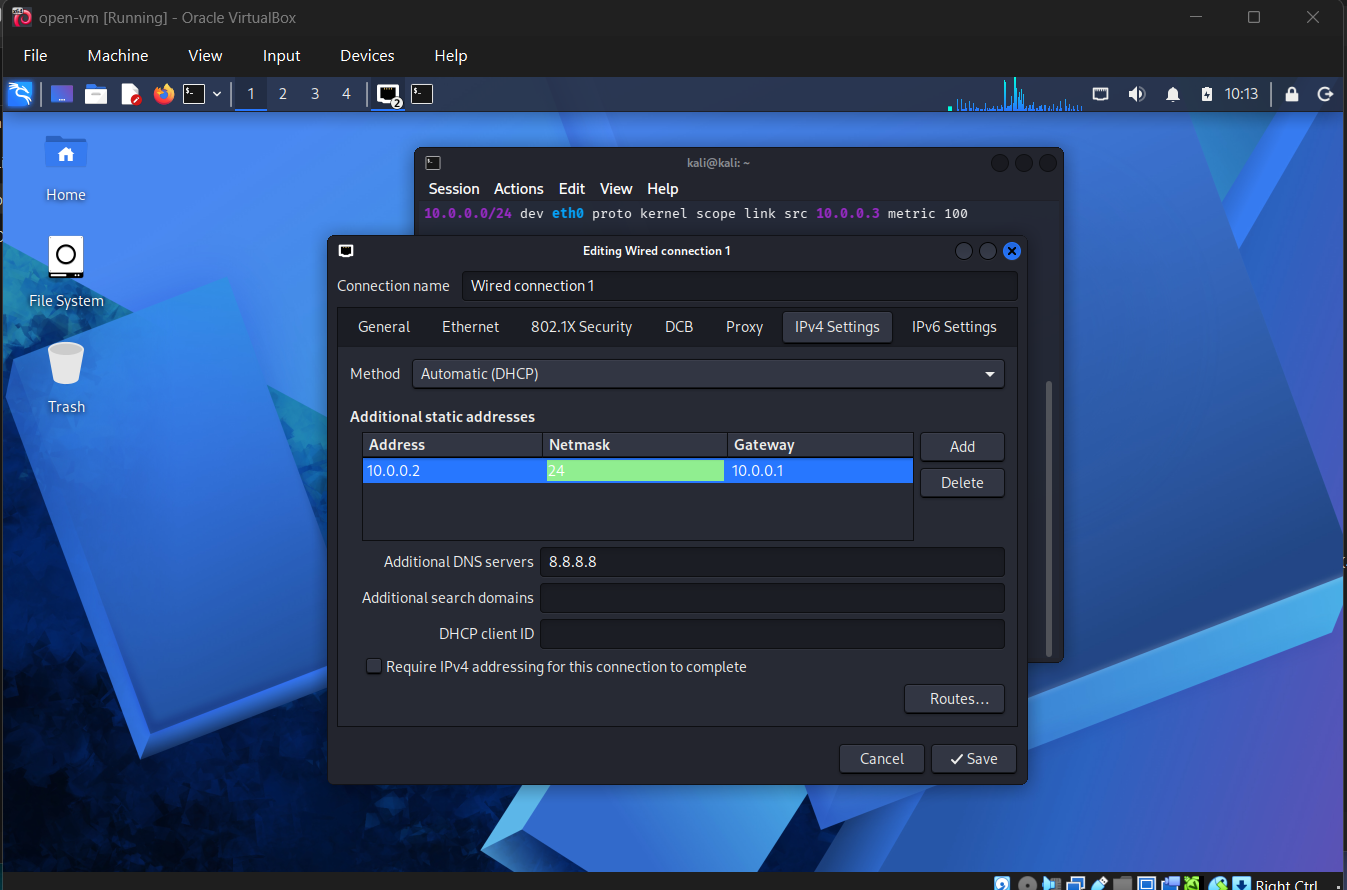 open-vm [Running] - Oracle VirtualBox
File Machine View Input Devices Help
1 2 3 4 2 10:13
Home
File System
Trash
kali@kali: ~
Session Actions Edit View Help
10.0.0.0/24 dev eth0 proto kernel scope link src 10.0.0.3 metric 100
Editing Wired connection 1
Connection name Wired connection 1
General Ethernet 802.1X Security DCB Proxy IPv4 Settings IPv6 Settings
Method Automatic (DHCP)
Additional static addresses
Address Netmask Gateway Add
10.0.0.2 24 10.0.0.1
Delete
Additional DNS servers 8.8.8.8
Additional search domains
DHCP client ID
Require IPv4 addressing for this connection to complete
Routes...
Cancel Save
Right Ctrl